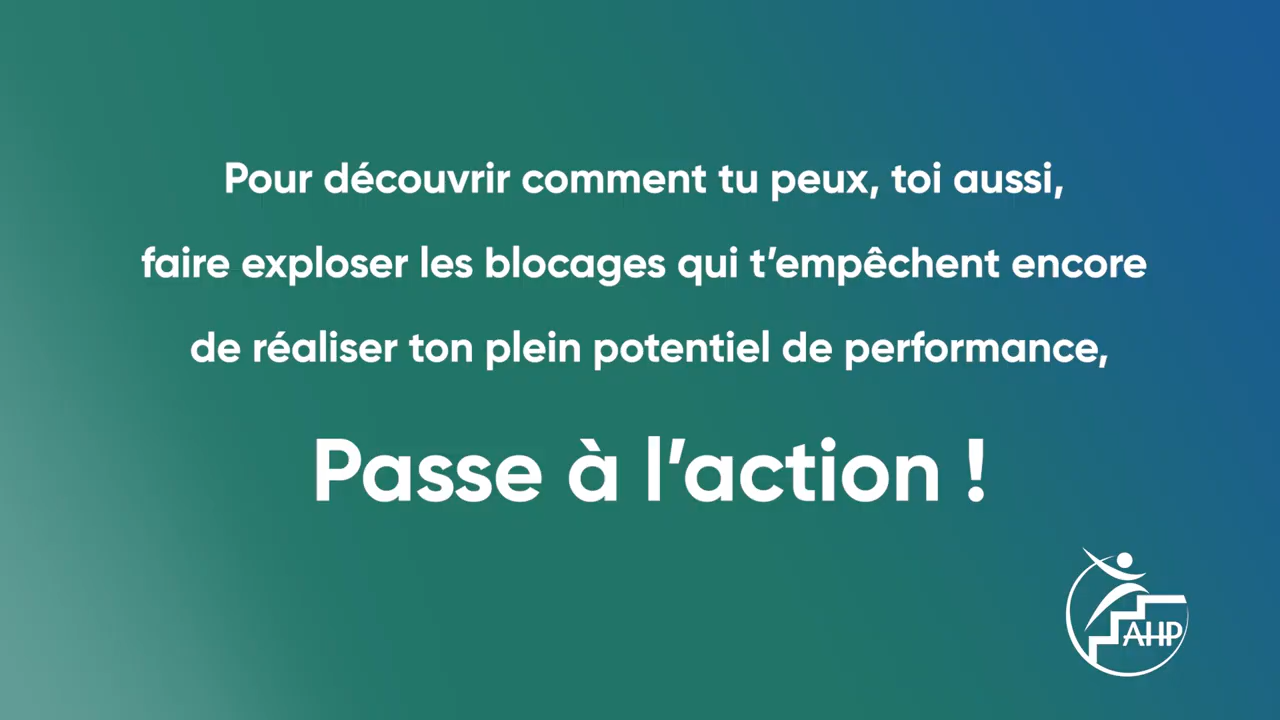 Pour découvrir comment tu peux, toi aussi,
faire exploser les blocages qui t’empêchent encore
de réaliser ton plein potentiel de performance,
Passe à l’action !
AHP